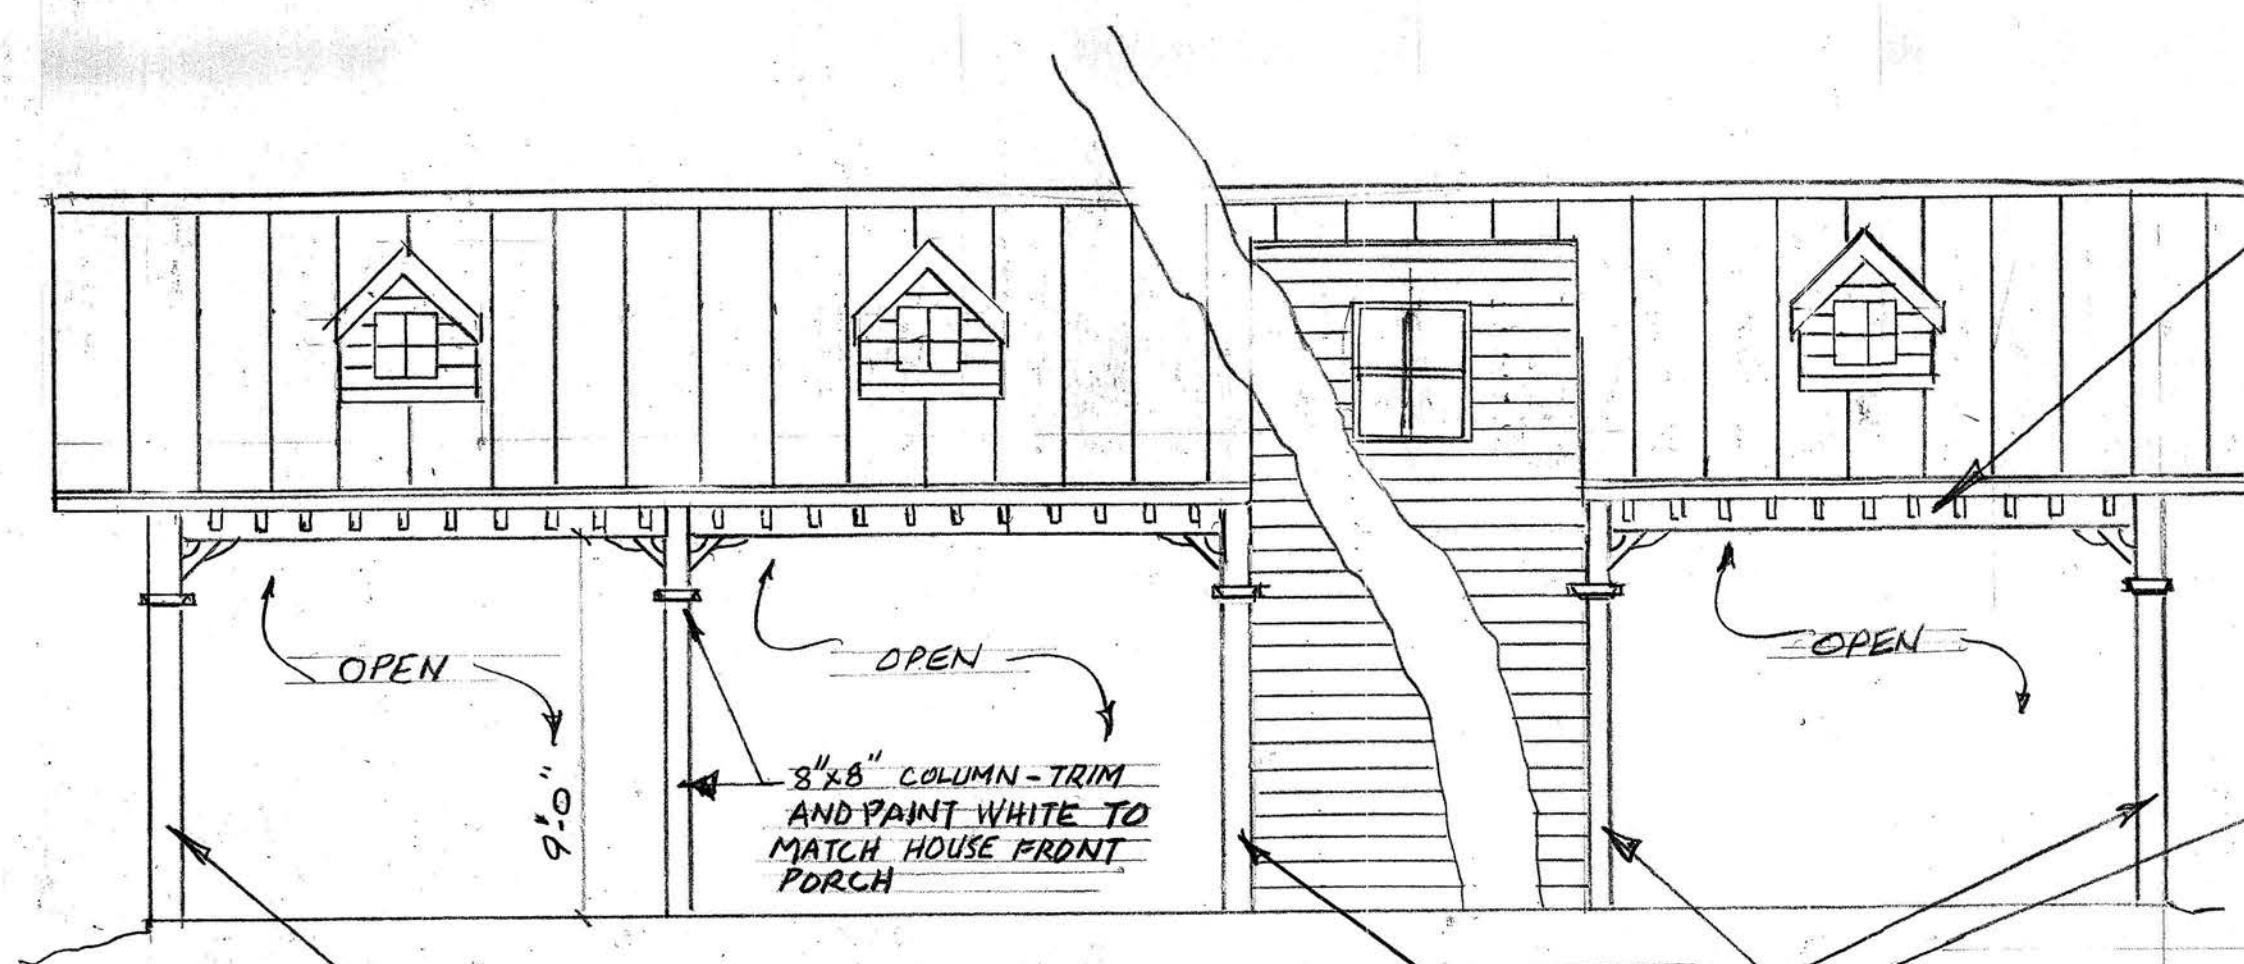 OPEN
OPEN
OPEN
9'-0"
8"x8" COLUMN-TRIM
AND PAINT WHITE TO
MATCH HOUSE FRONT
PORCH